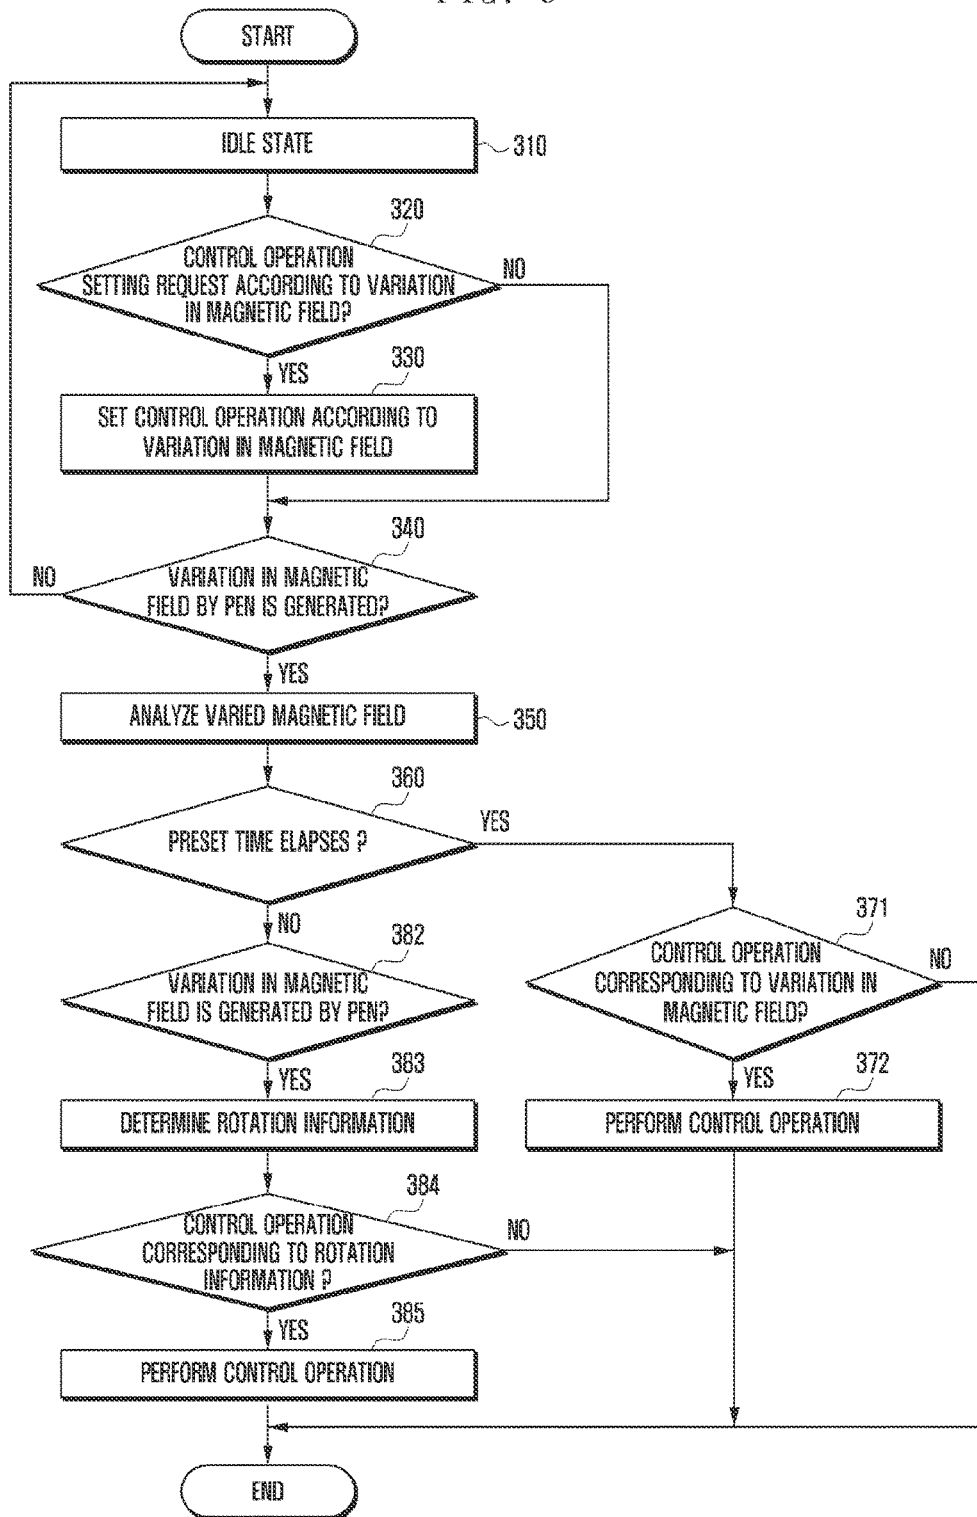 START
IDLE STATE
310
320
CONTROL OPERATION
SETTING REQUEST ACCORDING TO VARIATION
IN MAGNETIC FIELD?
NO
YES
330
SET CONTROL OPERATION ACCORDING TO
VARIATION IN MAGNETIC FIELD
340
NO
VARIATION IN MAGNETIC
FIELD BY PEN IS GENERATED?
YES
ANALYZE VARIED MAGNETIC FIELD
350
360
PRESET TIME ELAPSES ?
YES
NO
382
VARIATION IN MAGNETIC
FIELD IS GENERATED BY PEN?
371
CONTROL OPERATION
CORRESPONDING TO VARIATION IN
MAGNETIC FIELD?
NO
YES
383
DETERMINE ROTATION INFORMATION
YES
372
PERFORM CONTROL OPERATION
384
CONTROL OPERATION
CORRESPONDING TO ROTATION
INFORMATION ?
NO
YES
385
PERFORM CONTROL OPERATION
END